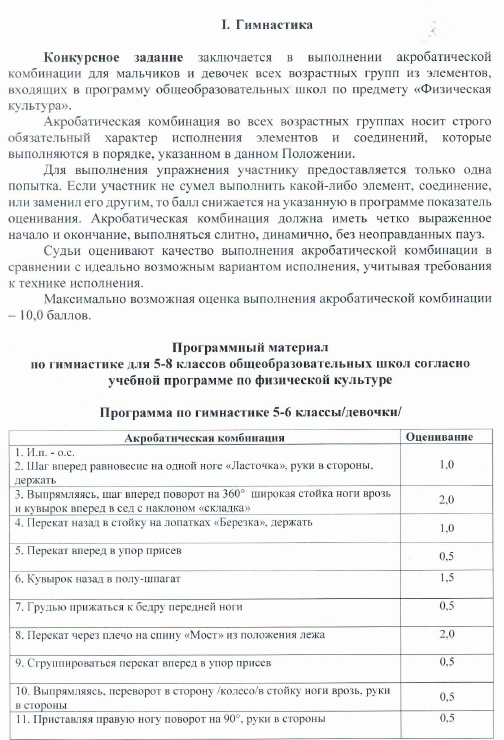 I. Гимнастика
Конкурсное задание заключается в выполнении акробатической
комбинации для мальчиков и девочек всех возрастных групп из элементов,
входящих в программу общеобразовательных школ по предмету «Физическая
культура».
Акробатическая комбинация во всех возрастных группах носит строго
обязательный характер исполнения элементов и соединений, которые
выполняются в порядке, указанном в данном Положении.
Для выполнения упражнения участнику предоставляется только одна
попытка. Если участник не сумел выполнить какой-либо элемент, соединение,
или заменил его другим, то балл снижается на указанную в программе показатель
оценивания. Акробатическая комбинация должна иметь четко выраженное
начало и окончание, выполняться слитно, динамично, без неоправданных пауз.
Судьи оценивают качество выполнения акробатической комбинации в
сравнении с идеально возможным вариантом исполнения, учитывая требования
к технике исполнения.
Максимально возможная оценка выполнения акробатической комбинации
– 10,0 баллов.
Программный материал
по гимнастике для 5-8 классов общеобразовательных школ согласно
учебной программе по физической культуре
Программа по гимнастике 5-6 классы/девочки/
Акробатическая комбинация Оценивание
1. И.п. - о.с.
2. Шаг вперед равновесие на одной ноге «Ласточка», руки в стороны, 1,0
держать
3. Выпрямляясь, шаг вперед поворот на 360° широкая стойка ноги врозь 2,0
и кувырок вперед в сед с наклоном «складка»
4. Перекат назад в стойку на лопатках «Березка», держать 1,0
5. Перекат вперед в упор присев 0,5
6. Кувырок назад в полу-шпагат 1,5
7. Грудью прижаться к бедру передней ноги 0,5
8. Перекат через плечо на спину «Мост» из положения лежа 2,0
9. Сгруппироваться перекат вперед в упор присев 0,5
10. Выпрямляясь, переворот в сторону /колесо/в стойку ноги врозь, руки 0,5
в стороны
11. Приставляя правую ногу поворот на 90°, руки в стороны 0,5